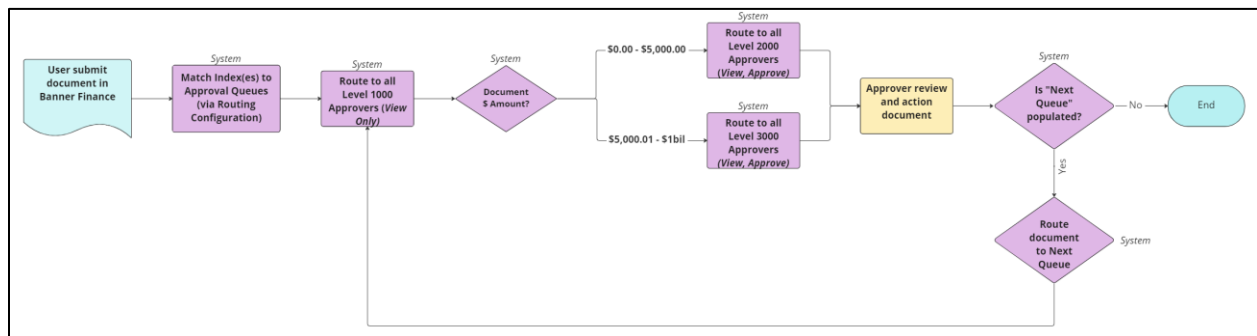 User submit
document in
Banner Finance
System
Match Index(es) to
Approval Queues
(via Routing
Configuration)
System
Route to all
Level 1000
Approvers (View
Only)
System
Document
$ Amount?
$0.00 - $5,000.00
System
Route to all
Level 2000
Approvers
(View, Approve)
$5,000.01 - $1bil
System
Route to all
Level 3000
Approvers
(View, Approve)
Approver review
and action
document
System
Is "Next
Queue"
populated?
No
End
Yes
Route
document
to Next
Queue
System